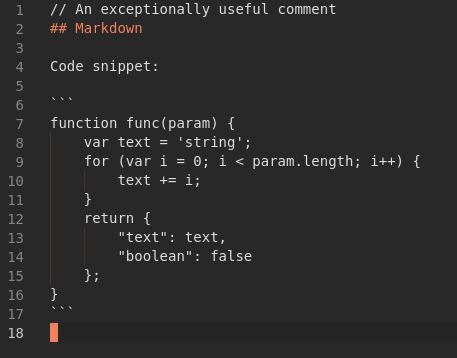 1 // An exceptionally useful comment
2 ## Markdown
3
4 Code snippet:
5
6 ```
7 function func(param) {
8     var text = 'string';
9     for (var i = 0; i < param.length; i++) {
10         text += i;
11     }
12     return {
13         "text": text,
14         "boolean": false
15     };
16 }
17 ```
18